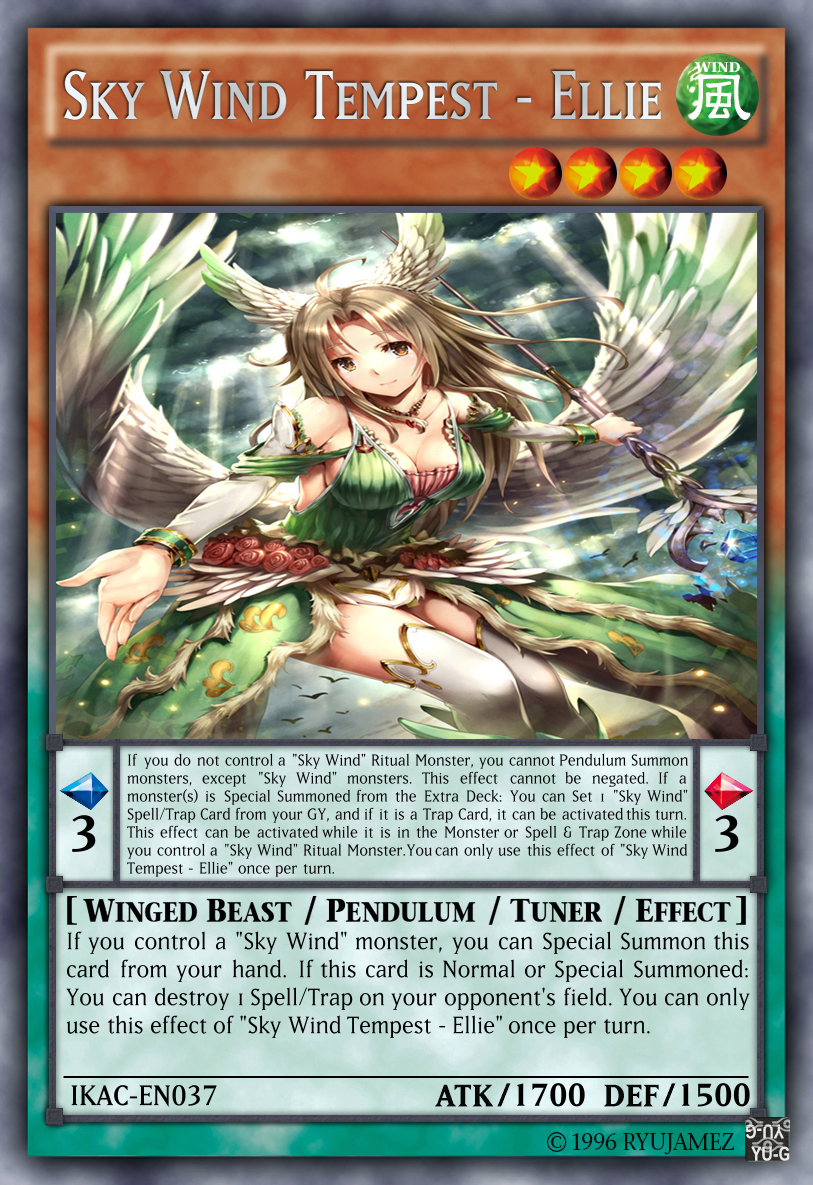 Sky Wind Tempest - Ellie
WIND
風
If you do not control a "Sky Wind" Ritual Monster, you cannot Pendulum Summon
monsters, except "Sky Wind" monsters. This effect cannot be negated. If a
monster(s) is Special Summoned from the Extra Deck: You can Set 1 "Sky Wind"
Spell/Trap Card from your GY, and if it is a Trap Card, it can be activated this turn.
This effect can be activated while it is in the Monster or Spell & Trap Zone while
you control a "Sky Wind" Ritual Monster.You can only use this effect of "Sky Wind
Tempest - Ellie" once per turn.
3
3
[ Winged Beast / Pendulum / Tuner / Effect ]
If you control a "Sky Wind" monster, you can Special Summon this
card from your hand. If this card is Normal or Special Summoned:
You can destroy 1 Spell/Trap on your opponent's field. You can only
use this effect of "Sky Wind Tempest - Ellie" once per turn.
IKAC-EN037 ATK/1700 DEF/1500
© 1996 RYUJAMEZ
YU-G
YU-G